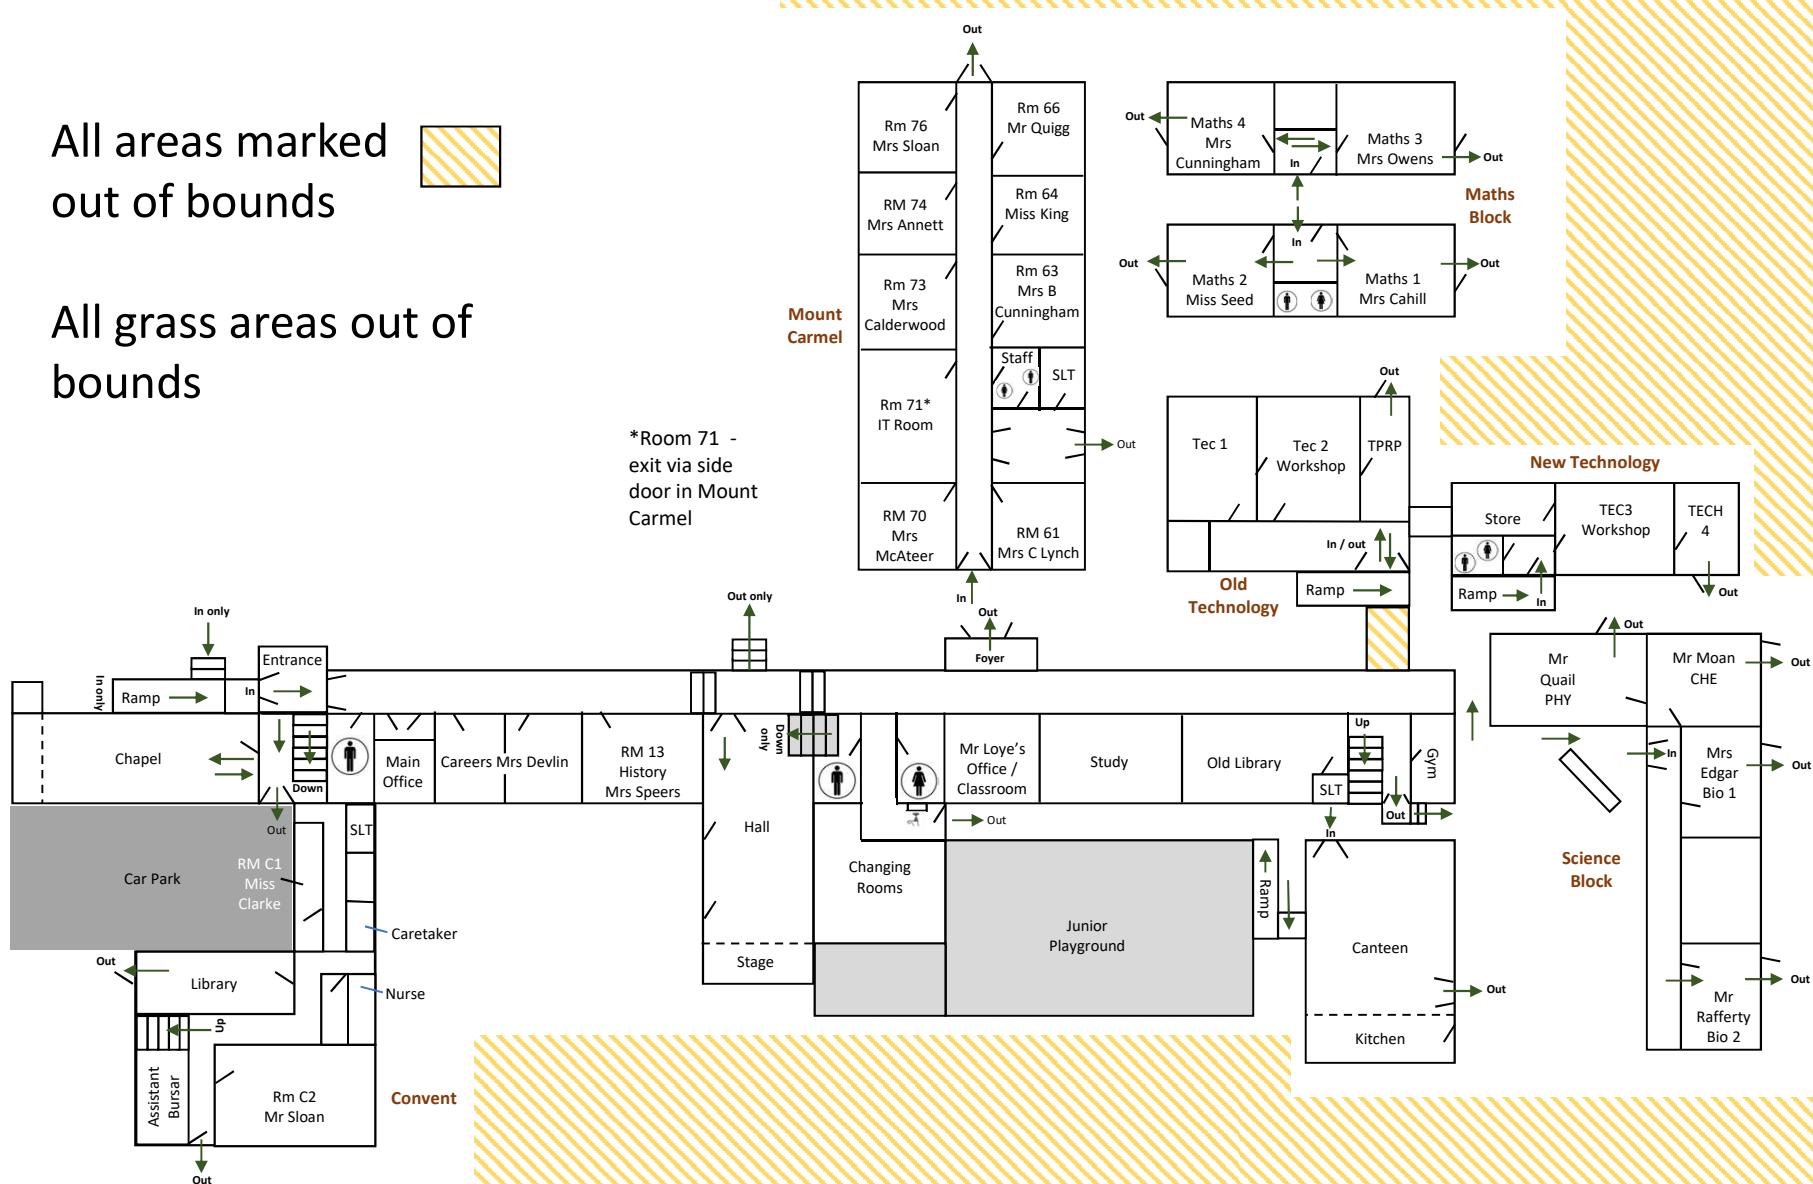 All areas marked
out of bounds
All grass areas out of
bounds
*Room 71 -
exit via side
door in Mount
Carmel
Out
Rm 76
Mrs Sloan
Rm 66
Mr Quigg
RM 74
Mrs Annett
Rm 64
Miss King
Rm 73
Mrs
Calderwood
Rm 63
Mrs B
Cunningham
Mount
Carmel
Staff
SLT
Rm 71*
IT Room
Out
RM 70
Mrs
McAteer
RM 61
Mrs C Lynch
In
Out
Maths 4
Mrs
Cunningham
In
Maths 3
Mrs Owens
Out
Maths
Block
Out
Maths 2
Miss Seed
In
Maths 1
Mrs Cahill
Out
Out
Tec 1
Tec 2
Workshop
TPRP
In / out
Ramp
Old
Technology
New Technology
Store
TEC3
Workshop
TECH
4
Ramp
In
Out
In only
In only
Ramp
In
Entrance
Out only
Out
Foyer
Chapel
Down
Main
Office
Careers Mrs Devlin
RM 13
History
Mrs Speers
Hall
Stage
Down
only
Mr Loye's
Office /
Classroom
Study
Old Library
Up
SLT
Gym
Out
In
Out
Changing
Rooms
Junior
Playground
Ramp
Canteen
Out
Kitchen
Out
Car Park
RM C1
Miss
Clarke
SLT
Caretaker
Out
Library
Nurse
Up
Assistant
Bursar
Rm C2
Mr Sloan
Convent
Out
Mr
Quail
PHY
Out
Mr Moan
CHE
Out
In
Mrs
Edgar
Bio 1
Out
Science
Block
Mr
Rafferty
Bio 2
Out